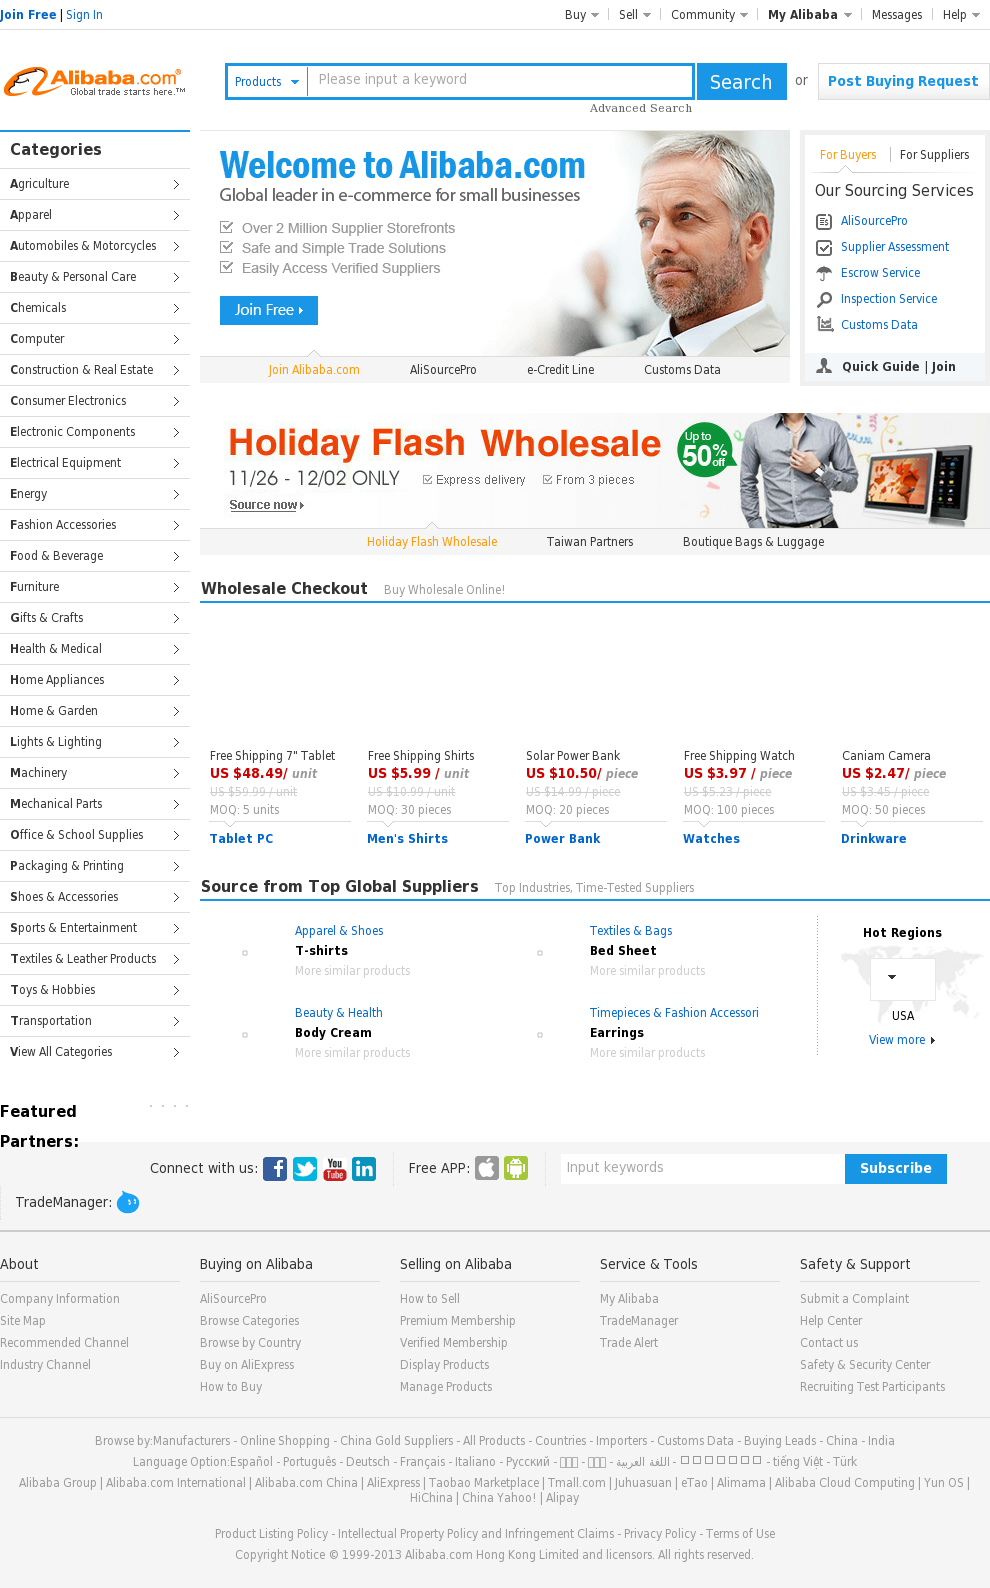 Join Free | Sign In
Buy
Sell
Community
My Alibaba
Messages
Help
Alibaba.com®
Global trade starts here.™
Products
Please input a keyword
Search
or
Post Buying Request
Advanced Search
Categories
Agriculture
Apparel
Automobiles & Motorcycles
Beauty & Personal Care
Chemicals
Computer
Construction & Real Estate
Consumer Electronics
Electronic Components
Electrical Equipment
Energy
Fashion Accessories
Food & Beverage
Furniture
Gifts & Crafts
Health & Medical
Home Appliances
Home & Garden
Lights & Lighting
Machinery
Mechanical Parts
Office & School Supplies
Packaging & Printing
Shoes & Accessories
Sports & Entertainment
Textiles & Leather Products
Toys & Hobbies
Transportation
View All Categories
Welcome to Alibaba.com
Global leader in e-commerce for small businesses
Over 2 Million Supplier Storefronts
Safe and Simple Trade Solutions
Easily Access Verified Suppliers
Join Free
Join Alibaba.com
AliSourcePro
e-Credit Line
Customs Data
For Buyers
For Suppliers
Our Sourcing Services
AliSourcePro
Supplier Assessment
Escrow Service
Inspection Service
Customs Data
Quick Guide | Join
Holiday Flash Wholesale
11/26 - 12/02 ONLY
Express delivery
From 3 pieces
Source now
Up to
50%
off
Holiday Flash Wholesale
Taiwan Partners
Boutique Bags & Luggage
Wholesale Checkout
Buy Wholesale Online!
Free Shipping 7" Tablet
US $48.49/ unit
US $59.99 / unit
MOQ: 5 units
Tablet PC
Free Shipping Shirts
US $5.99 / unit
US $10.99 / unit
MOQ: 30 pieces
Men's Shirts
Solar Power Bank
US $10.50/ piece
US $14.99 / piece
MOQ: 20 pieces
Power Bank
Free Shipping Watch
US $3.97 / piece
US $5.23 / piece
MOQ: 100 pieces
Watches
Caniam Camera
US $2.47/ piece
US $3.45 / piece
MOQ: 50 pieces
Drinkware
Source from Top Global Suppliers
Top Industries, Time-Tested Suppliers
Apparel & Shoes
T-shirts
More similar products
Textiles & Bags
Bed Sheet
More similar products
Beauty & Health
Body Cream
More similar products
Timepieces & Fashion Accessori
Earrings
More similar products
Hot Regions
USA
View more
Featured
Partners:
Connect with us:
You
Tube
Free APP:
Input keywords
Subscribe
TradeManager:
About
Company Information
Site Map
Recommended Channel
Industry Channel
Buying on Alibaba
AliSourcePro
Browse Categories
Browse by Country
Buy on AliExpress
How to Buy
Selling on Alibaba
How to Sell
Premium Membership
Verified Membership
Display Products
Manage Products
Service & Tools
My Alibaba
TradeManager
Trade Alert
Safety & Support
Submit a Complaint
Help Center
Contact us
Safety & Security Center
Recruiting Test Participants
Browse by:Manufacturers - Online Shopping - China Gold Suppliers - All Products - Countries - Importers - Customs Data - Buying Leads - China - India
Language Option:Español - Português - Deutsch - Français - Italiano - Русский - اللغة العربية - tiếng Việt - Türk
Alibaba Group | Alibaba.com International | Alibaba.com China | AliExpress | Taobao Marketplace | Tmall.com | Juhuasuan | eTao | Alimama | Alibaba Cloud Computing | Yun OS |
HiChina | China Yahoo! | Alipay
Product Listing Policy - Intellectual Property Policy and Infringement Claims - Privacy Policy - Terms of Use
Copyright Notice © 1999-2013 Alibaba.com Hong Kong Limited and licensors. All rights reserved.